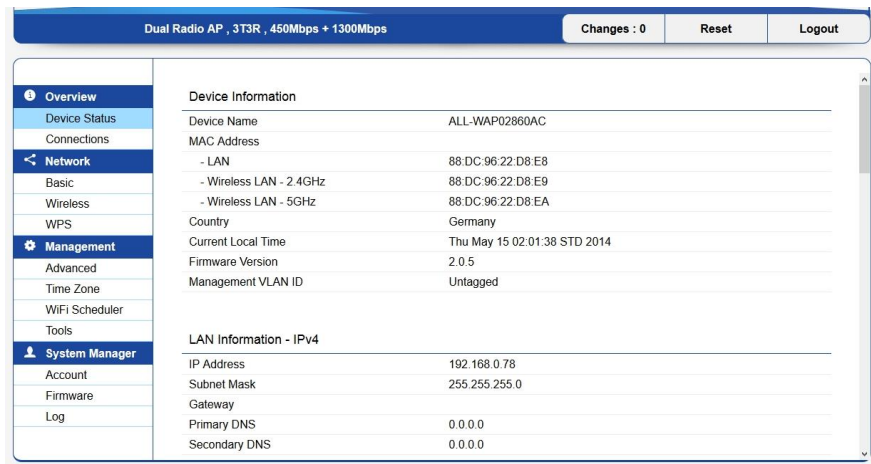 Dual Radio AP , 3T3R , 450Mbps + 1300Mbps
Changes : 0
Reset
Logout
Overview
Device Status
Connections
Network
Basic
Wireless
WPS
Management
Advanced
Time Zone
WiFi Scheduler
Tools
System Manager
Account
Firmware
Log
Device Information
Device Name ALL-WAP02860AC
MAC Address
- LAN 88:DC:96:22:D8:E8
- Wireless LAN - 2.4GHz 88:DC:96:22:D8:E9
- Wireless LAN - 5GHz 88:DC:96:22:D8:EA
Country Germany
Current Local Time Thu May 15 02:01:38 STD 2014
Firmware Version 2.0.5
Management VLAN ID Untagged
LAN Information - IPv4
IP Address 192.168.0.78
Subnet Mask 255.255.255.0
Gateway
Primary DNS 0.0.0.0
Secondary DNS 0.0.0.0